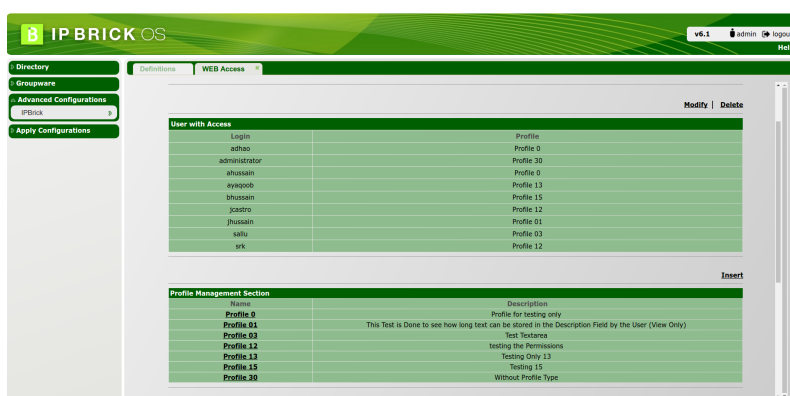 IPBRICK OS
v6.1 admin logou
Hel
Directory
Groupware
Advanced Configurations
IPBrick
Apply Configurations
Definitions WEB Access
Modify | Delete
User with Access
Login Profile
adhao Profile 0
administrator Profile 30
ahussain Profile 0
ayaqoob Profile 13
bhussain Profile 15
jcastro Profile 12
jhussain Profile 01
sallu Profile 03
srk Profile 12
Insert
Profile Management Section
Name Description
Profile 0 Profile for testing only
Profile 01 This Test is Done to see how long text can be stored in the Description Field by the User (View Only)
Profile 03 Test Textarea
Profile 12 testing the Permissions
Profile 13 Testing Only 13
Profile 15 Testing 15
Profile 30 Without Profile Type